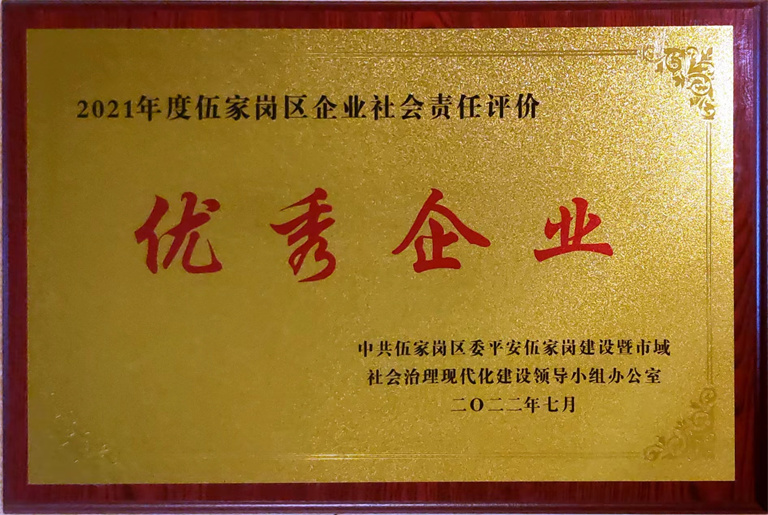 2021年度伍家岗区企业社会责任评价
优秀企业
中共伍家岗区委平安伍家岗建设暨市域
社会治理现代化建设领导小组办公室
二〇二二年七月